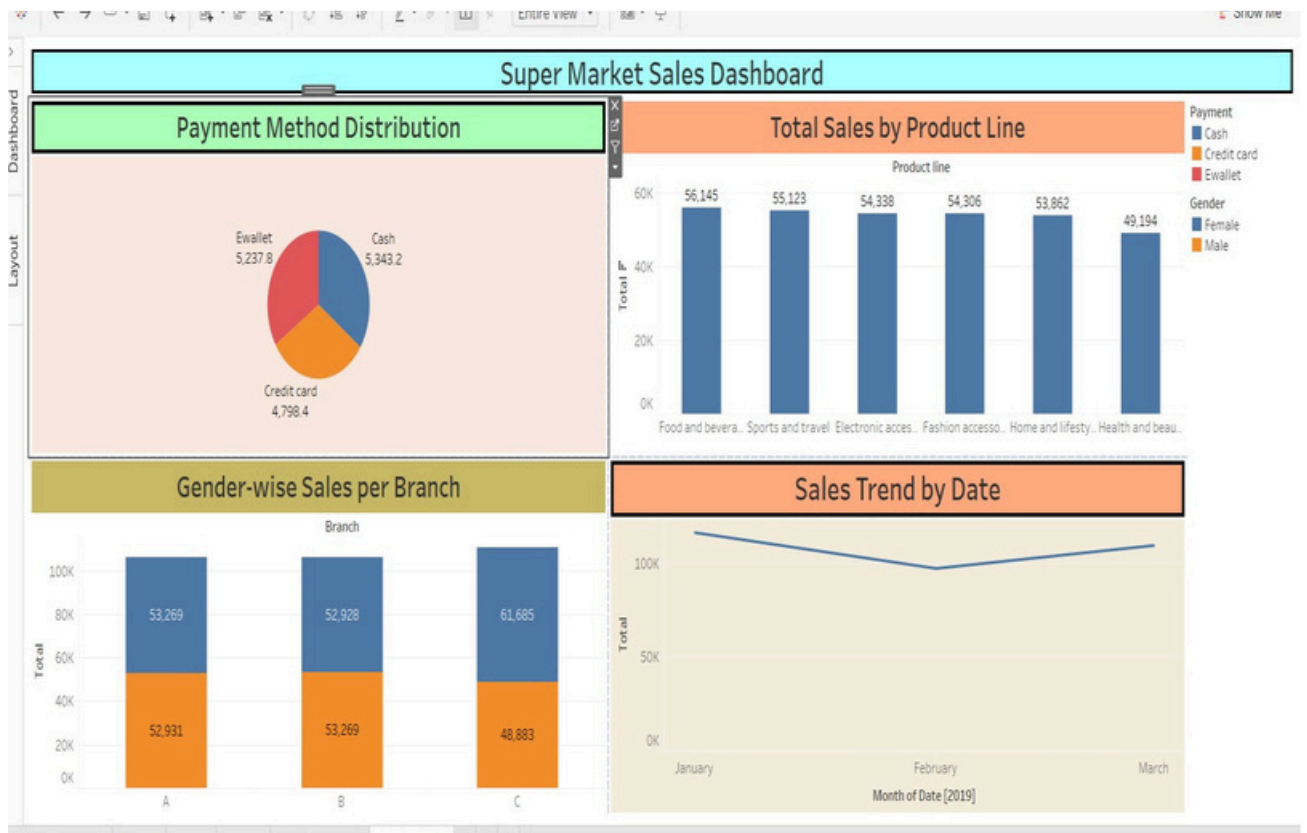 Entire View
Show Me
Dashboard
Layout
Super Market Sales Dashboard
Payment Method Distribution
Ewallet
5,237.8
Cash
5,343.2
Credit card
4,798.4
Total Sales by Product Line
Product line
Total
60K
40K
20K
0K
56,145
55,123
54,338
54,306
53,862
49,194
Food and bevera..
Sports and travel
Electronic acces..
Fashion accesso..
Home and lifesty..
Health and beau..
Payment
Cash
Credit card
Ewallet
Gender
Female
Male
Gender-wise Sales per Branch
Branch
Total
100K
80K
60K
40K
20K
0K
53,269
52,928
61,685
52,931
53,269
48,883
A
B
C
Sales Trend by Date
Total
100K
50K
0K
January
February
March
Month of Date [2019]